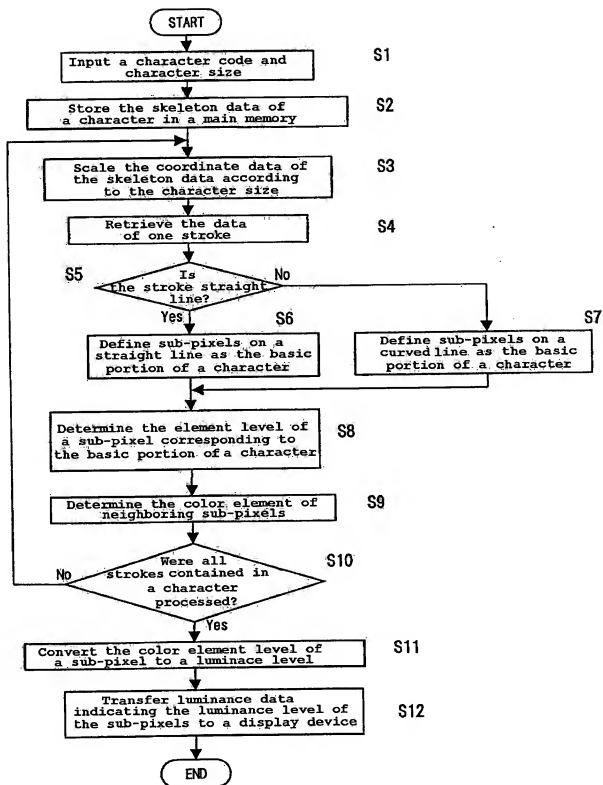 START
Input a character code and
character size
S1
Store the skeleton data of
a character in a main memory
S2
Scale the coordinate data of
the skeleton data according
to the character size
S3
Retrieve the data
of one stroke
S4
S5
Is
the stroke straight
line?
No
Yes
S6
S7
Define sub-pixels on a
straight line as the basic
portion of a character
Define sub-pixels on a
curved line as the basic
portion of a character
Determine the element level of
a sub-pixel corresponding to
the basic portion of a character
S8
Determine the color element of
neighboring sub-pixels
S9
Were all
strokes contained in
a character
processed?
S10
No
Yes
Convert the color element level of
a sub-pixel to a luminace level
S11
Transfer luminance data
indicating the luminance level of
the sub-pixels to a display device
S12
END